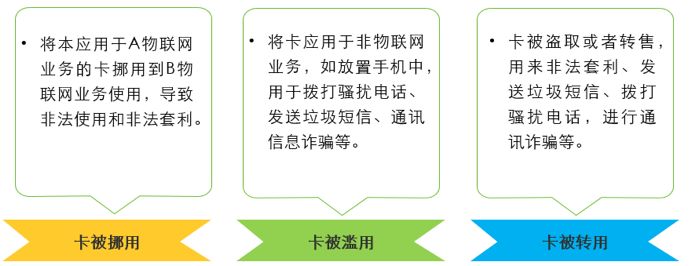 • 将本应用于A物联网
业务的卡挪用到B物
联网业务使用，导致
非法使用和非法套利。
• 将卡应用于非物联网
业务，如放置手机中，
用于拨打骚扰电话、
发送垃圾短信、通讯
信息诈骗等。
• 卡被盗取或者转售，
用来非法套利、发
送垃圾短信、拨打
骚扰电话，进行通
讯诈骗等。
卡被挪用
卡被滥用
卡被转用